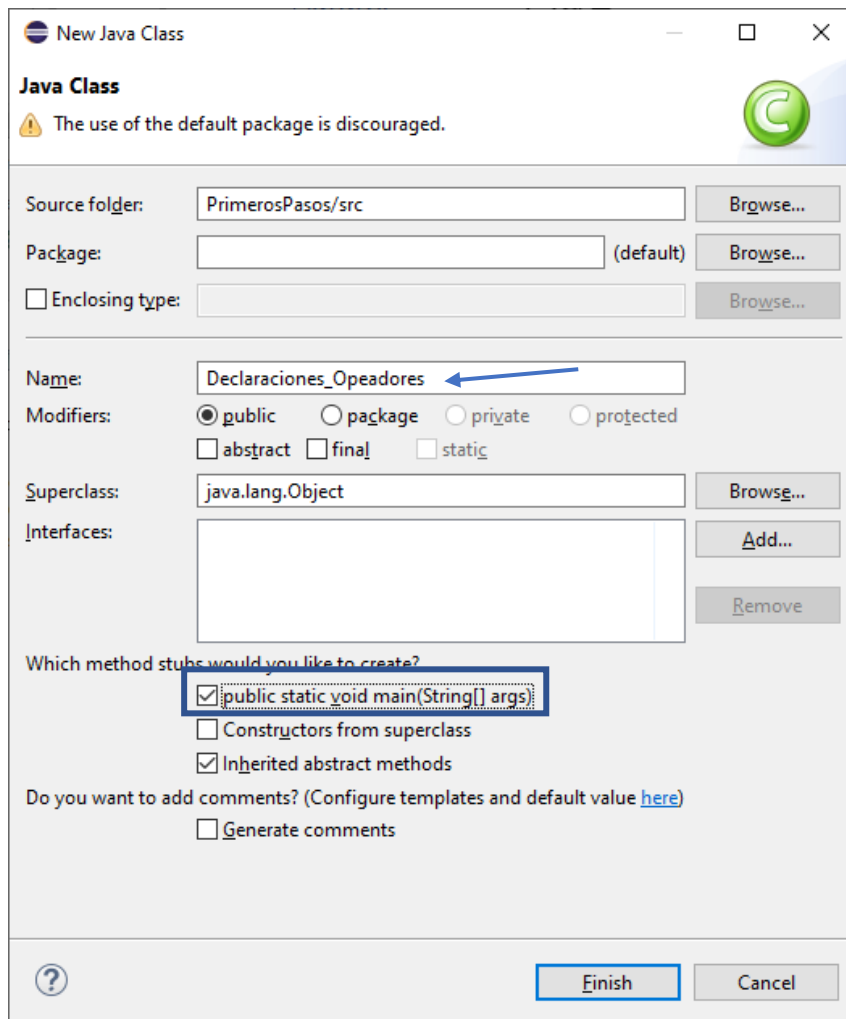 New Java Class
Java Class
The use of the default package is discouraged.
Source folder: PrimerosPasos/src Browse...
Package: (default) Browse...
Enclosing type: Browse...
Name: Declaraciones_Opeadores
Modifiers: public package private protected
abstract final static
Superclass: java.lang.Object Browse...
Interfaces: Add...
Remove
Which method stubs would you like to create?
public static void main(String[] args)
Constructors from superclass
Inherited abstract methods
Do you want to add comments? (Configure templates and default value here)
Generate comments
? Finish Cancel